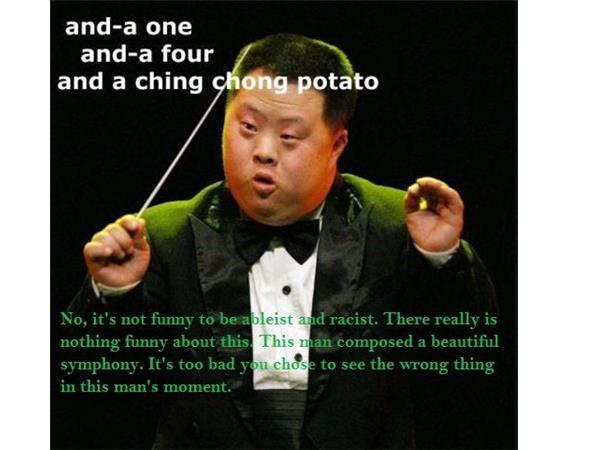 and-a one
and-a four
and a ching chong potato
No, it's not funny to be ableist and racist. There really is
nothing funny about this. This man composed a beautiful
symphony. It's too bad you chose to see the wrong thing
in this man's moment.